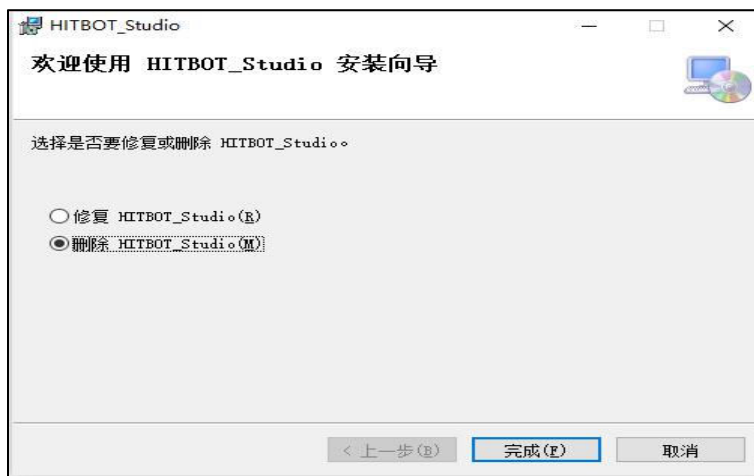 HITBOT_Studio
欢迎使用 HITBOT_Studio 安装向导
选择是否要修复或删除 HITBOT_Studio。
修复 HITBOT_Studio(R)
删除 HITBOT_Studio(M)
< 上一步(B) 完成(F) 取消